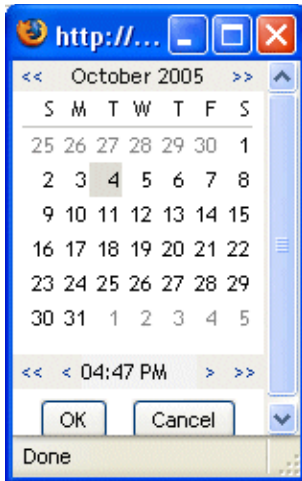 http://...
<< October 2005 >>
S M T W T F S
25 26 27 28 29 30 1
2 3 4 5 6 7 8
9 10 11 12 13 14 15
16 17 18 19 20 21 22
23 24 25 26 27 28 29
30 31 1 2 3 4 5
<< < 04:47 PM > >>
OK Cancel
Done